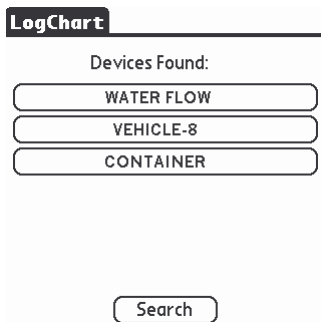 LogChart
Devices Found:
WATER FLOW
VEHICLE-8
CONTAINER
Search